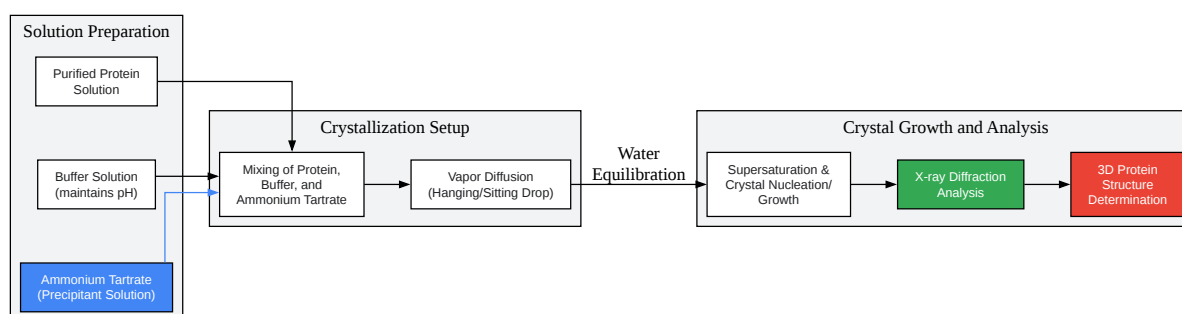 Solution Preparation
Purified Protein
Solution
Buffer Solution
(maintains pH)
Ammonium Tartrate
(Precipitant Solution)
Crystallization Setup
Mixing of Protein,
Buffer, and
Ammonium Tartrate
Vapor Diffusion
(Hanging/Sitting Drop)
Water
Equilibration
Crystal Growth and Analysis
Supersaturation &
Crystal Nucleation/
Growth
X-ray Diffraction
Analysis
3D Protein
Structure
Determination